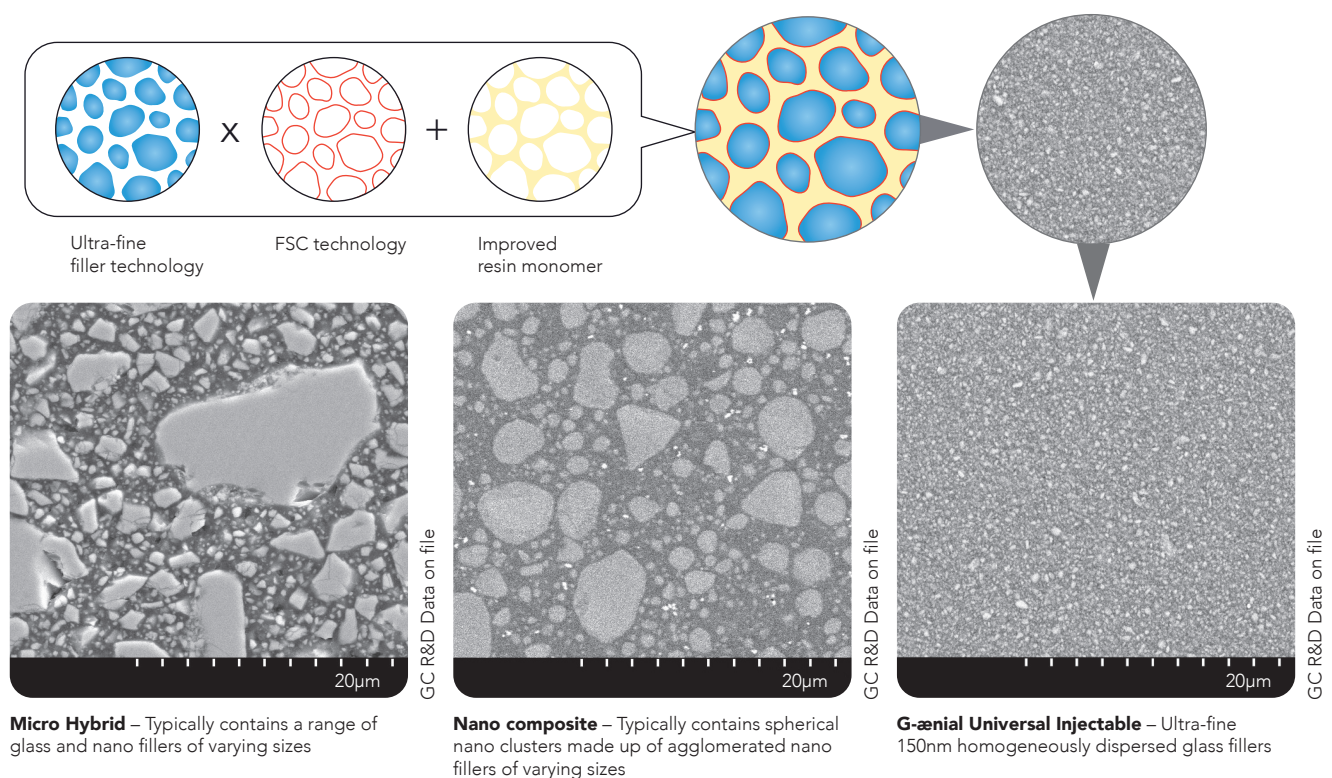 x
+
Ultra-fine
filler technology
FSC technology
Improved
resin monomer
20µm
GC R&D Data on file
20µm
GC R&D Data on file
20µm
GC R&D Data on file
Micro Hybrid – Typically contains a range of
glass and nano fillers of varying sizes
Nano composite – Typically contains spherical
nano clusters made up of agglomerated nano
fillers of varying sizes
G-ænial Universal Injectable – Ultra-fine
150nm homogeneously dispersed glass fillers